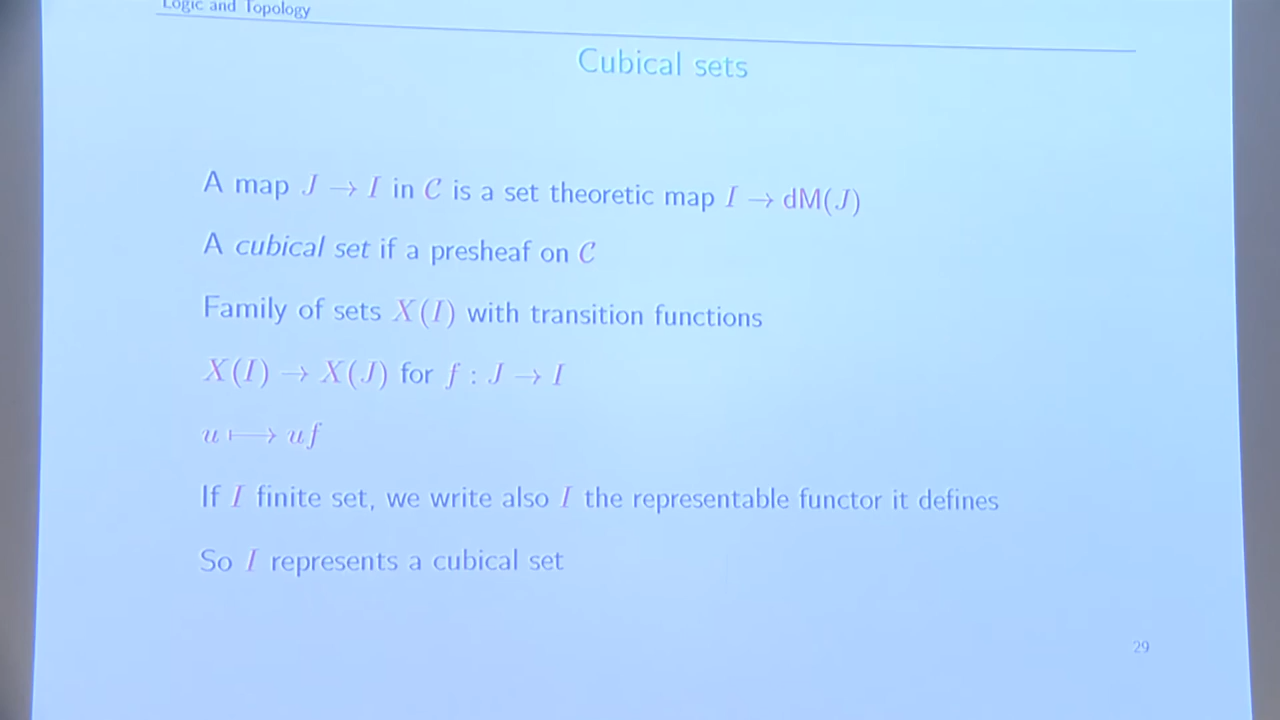 Logic and Topology
Cubical sets
A map J → I in 𝒞 is a set theoretic map I → dM(J)
A cubical set if a presheaf on 𝒞
Family of sets X(I) with transition functions
X(I) → X(J) for f : J → I
u ⟼ uf
If I finite set, we write also I the representable functor it defines
So I represents a cubical set
29